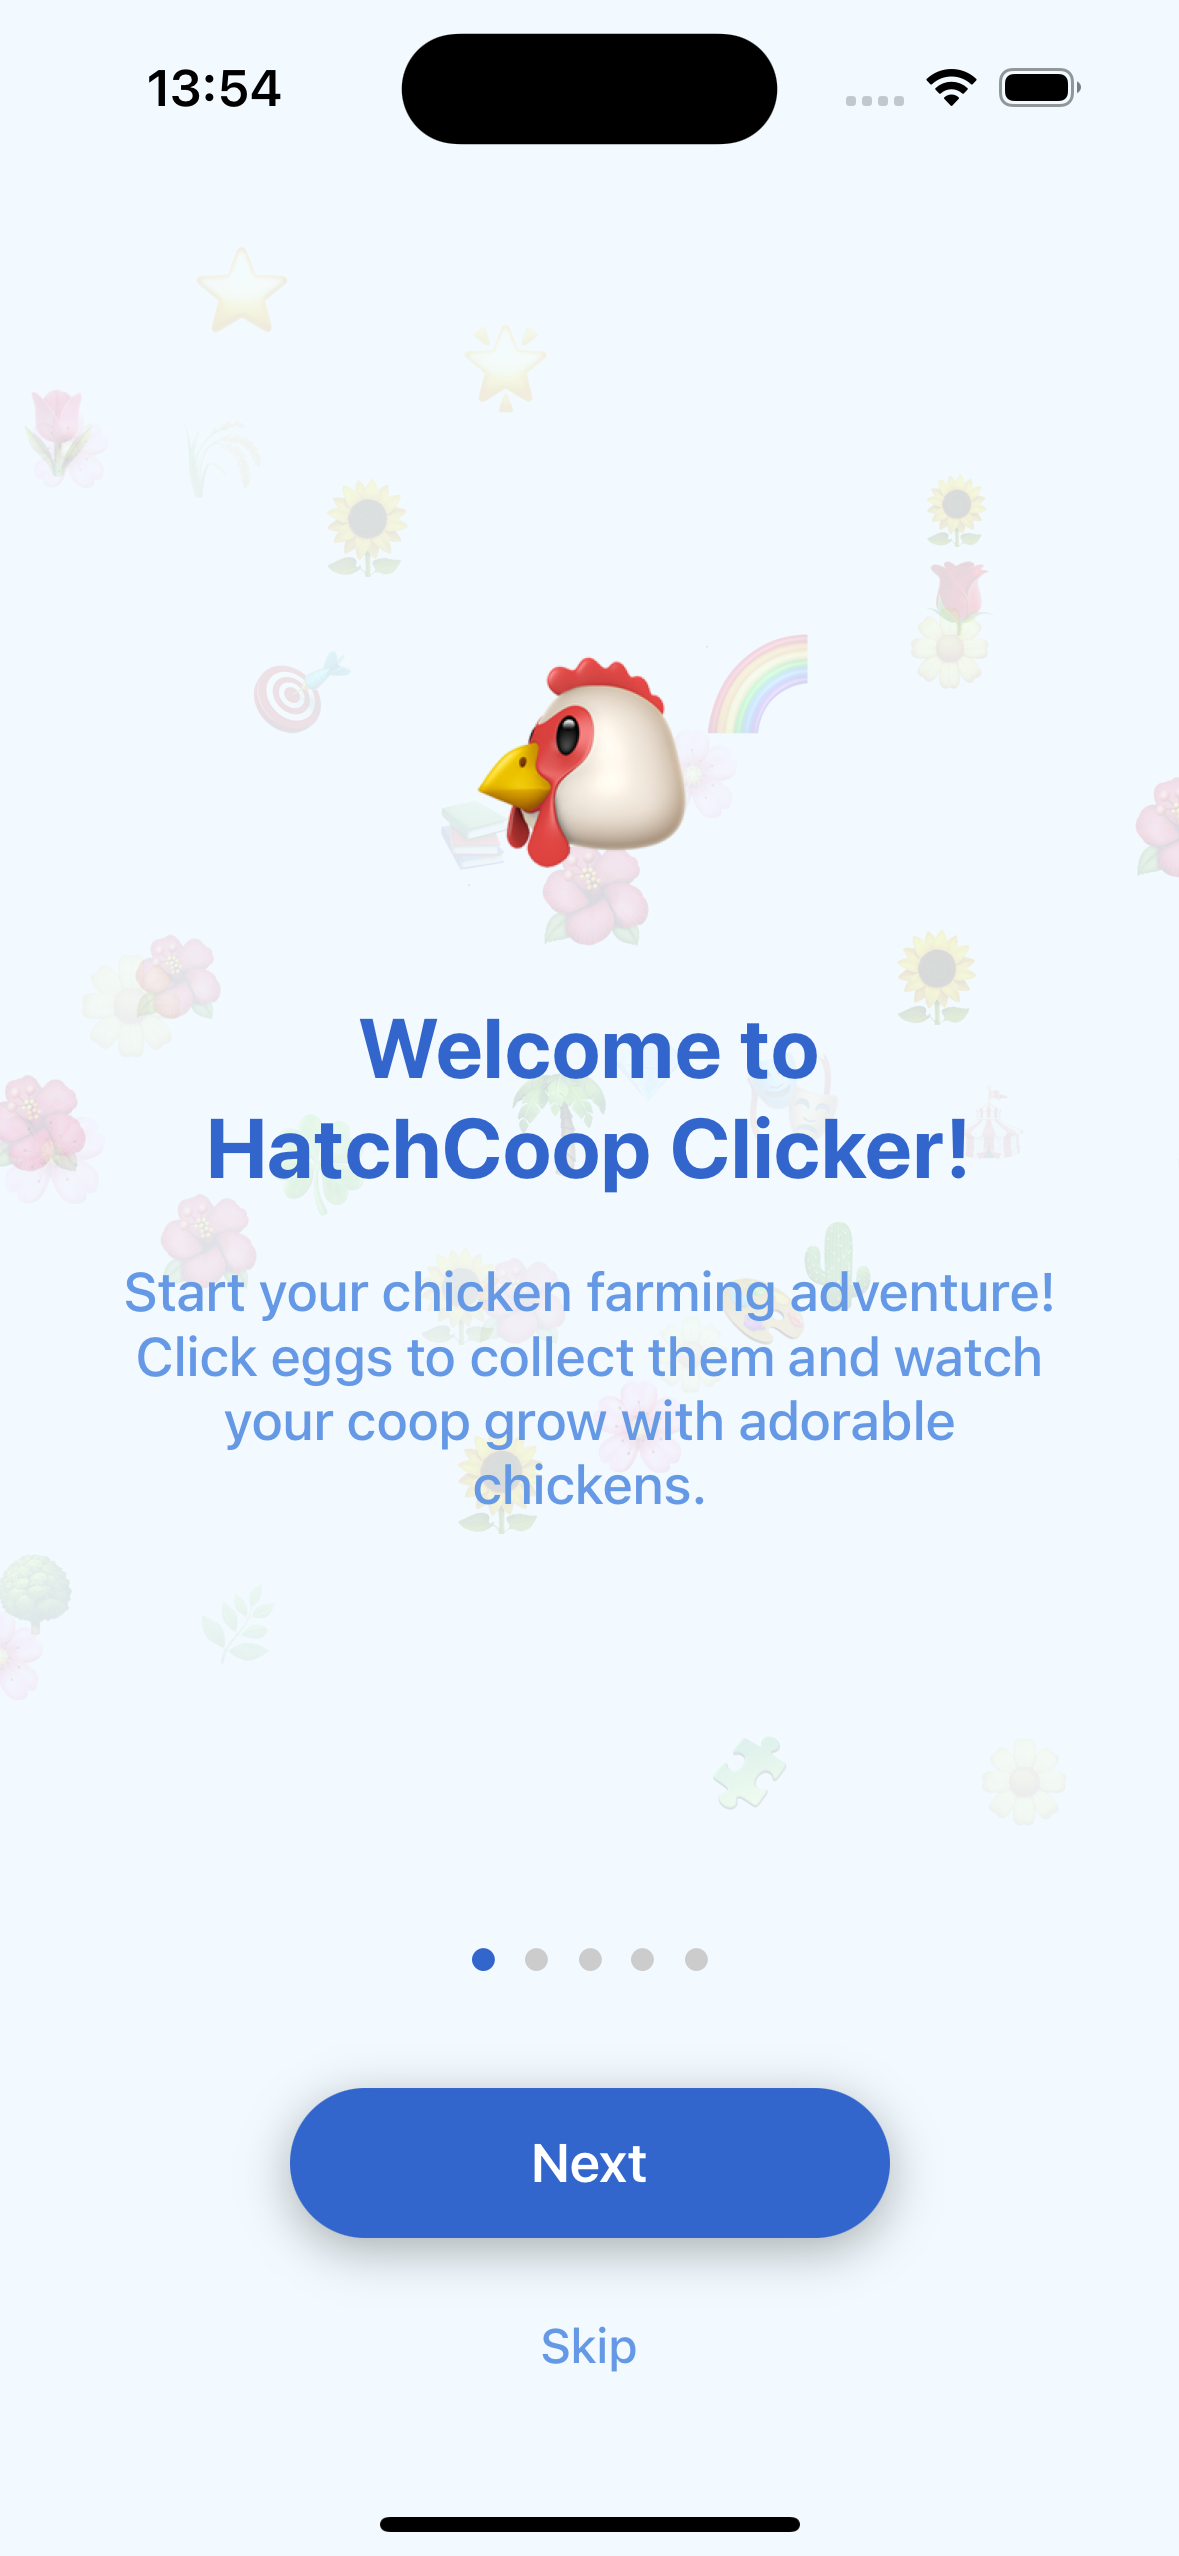 13:54
Welcome to
HatchCoop Clicker!
Start your chicken farming adventure!
Click eggs to collect them and watch
your coop grow with adorable
chickens.
Next
Skip